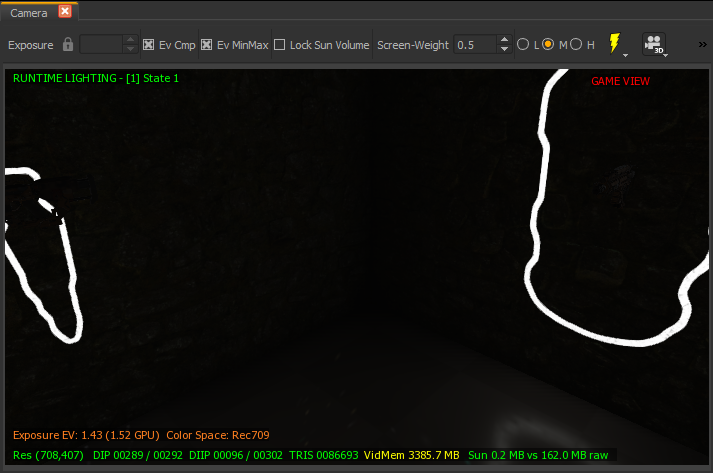 Camera
Exposure Ev Cmp Ev MinMax Lock Sun Volume Screen-Weight 0.5 L M H 3D »
RUNTIME LIGHTING - [1] State 1 GAME VIEW
Exposure EV: 1.43 (1.52 GPU) Color Space: Rec709
Res (708,407) DIP 00289 / 00292 DIIP 00096 / 00302 TRIS 0086693 VidMem 3385.7 MB Sun 0.2 MB vs 162.0 MB raw